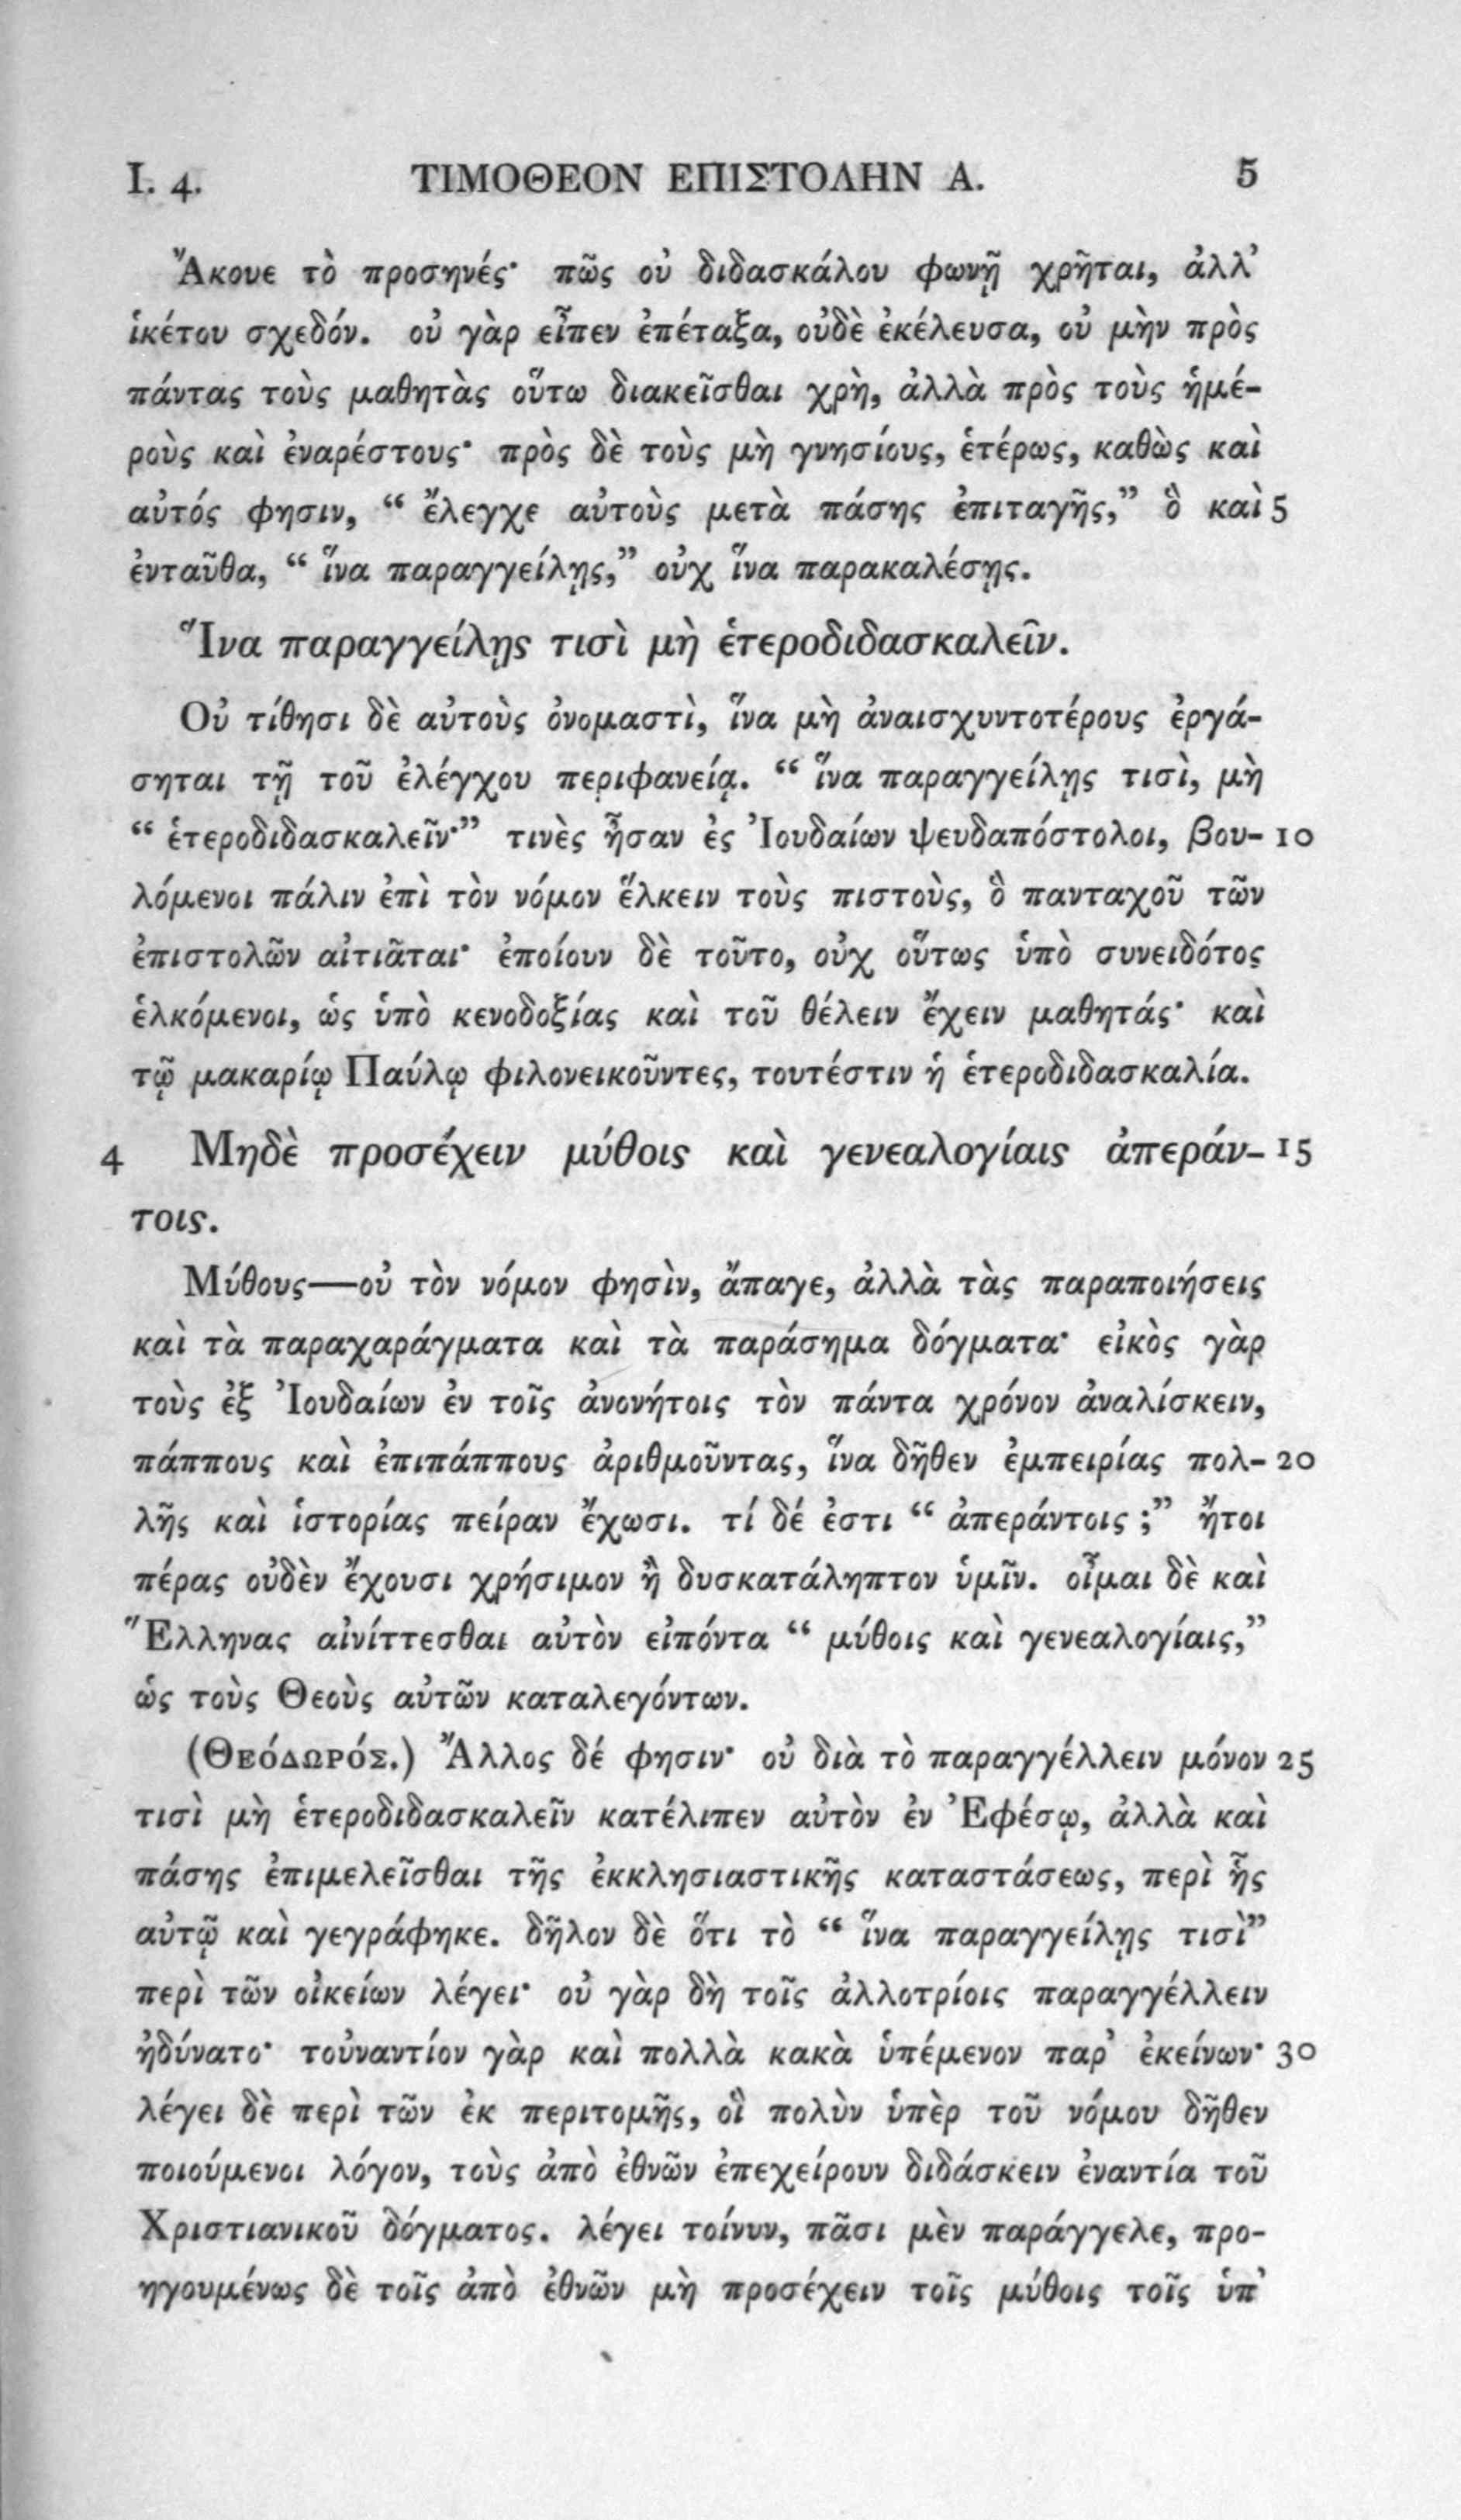 I. 4. ΤΙΜΟΘΕΟΝ ΕΠΙΣΤΟΛΗΝ Α. 5
Ἄκουε τὸ προσηνές· πῶς οὐ διδασκάλου φωνῇ χρῆται, ἀλλ’
ἱκέτου σχεδόν. οὐ γὰρ εἶπεν ἐπέταξα, οὐδὲ ἐκέλευσα, οὐ μὴν πρὸς
πάντας τοὺς μαθητὰς οὕτω διακεῖσθαι χρὴ, ἀλλὰ πρὸς τοὺς ἡμέ-
ροὺς καὶ ἐναρέστους· πρὸς δὲ τοὺς μὴ γνησίους, ἑτέρως, καθὼς καὶ
αὐτός φησιν, “ ἔλεγχε αὐτοὺς μετὰ πάσης ἐπιταγῆς,” ὃ καὶ 5
ἐνταῦθα, “ ἵνα παραγγείλῃς,” οὐχ ἵνα παρακαλέσῃς.
Ἵνα παραγγείλῃς τισὶ μὴ ἑτεροδιδασκαλεῖν.
Οὐ τίθησι δὲ αὐτοὺς ὀνομαστὶ, ἵνα μὴ ἀναισχυντοτέρους ἐργά-
σηται τῇ τοῦ ἐλέγχου περιφανείᾳ. “ ἵνα παραγγείλῃς τισὶ, μὴ
“ ἑτεροδιδασκαλεῖν·” τινὲς ἦσαν ἐς Ἰουδαίων ψευδαπόστολοι, βου- 10
λόμενοι πάλιν ἐπὶ τὸν νόμον ἕλκειν τοὺς πιστοὺς, ὃ πανταχοῦ τῶν
ἐπιστολῶν αἰτιᾶται· ἐποίουν δὲ τοῦτο, οὐχ οὕτως ὑπὸ συνειδότος
ἑλκόμενοι, ὡς ὑπὸ κενοδοξίας καὶ τοῦ θέλειν ἔχειν μαθητάς· καὶ
τῷ μακαρίῳ Παύλῳ φιλονεικοῦντες, τουτέστιν ἡ ἑτεροδιδασκαλία.
4 Μηδὲ προσέχειν μύθοις καὶ γενεαλογίαις ἀπεράν- 15
τοις.
Μύθους—οὐ τὸν νόμον φησὶν, ἄπαγε, ἀλλὰ τὰς παραποιήσεις
καὶ τὰ παραχαράγματα καὶ τὰ παράσημα δόγματα· εἰκὸς γὰρ
τοὺς ἐξ Ἰουδαίων ἐν τοῖς ἀνονήτοις τὸν πάντα χρόνον ἀναλίσκειν,
πάππους καὶ ἐπιπάππους ἀριθμοῦντας, ἵνα δῆθεν ἐμπειρίας πολ- 20
λῆς καὶ ἱστορίας πείραν ἔχωσι. τί δέ ἐστι “ ἀπεράντοις ;” ἤτοι
πέρας οὐδὲν ἔχουσι χρήσιμον ἢ δυσκατάληπτον ὑμῖν. οἶμαι δὲ καὶ
Ἕλληνας αἰνίττεσθαι αὐτὸν εἰπόντα “ μύθοις καὶ γενεαλογίαις,”
ὡς τοὺς Θεοὺς αὐτῶν καταλεγόντων.
(Θεόδωρός.) Ἄλλος δέ φησιν· οὐ διὰ τὸ παραγγέλλειν μόνον 25
τισὶ μὴ ἑτεροδιδασκαλεῖν κατέλιπεν αὐτὸν ἐν Ἐφέσῳ, ἀλλὰ καὶ
πάσης ἐπιμελεῖσθαι τῆς ἐκκλησιαστικῆς καταστάσεως, περὶ ἧς
αὐτῷ καὶ γεγράφηκε. δῆλον δὲ ὅτι τὸ “ ἵνα παραγγείλῃς τισὶ”
περὶ τῶν οἰκείων λέγει· οὐ γὰρ δὴ τοῖς ἀλλοτρίοις παραγγέλλειν
ἠδύνατο· τοὐναντίον γὰρ καὶ πολλὰ κακὰ ὑπέμενον παρ’ ἐκείνων· 30
λέγει δὲ περὶ τῶν ἐκ περιτομῆς, οἳ πολὺν ὑπὲρ τοῦ νόμου δῆθεν
ποιούμενοι λόγον, τοὺς ἀπὸ ἐθνῶν ἐπεχείρουν διδάσκειν ἐναντία τοῦ
Χριστιανικοῦ δόγματος. λέγει τοίνυν, πᾶσι μὲν παράγγελε, προ-
ηγουμένως δὲ τοῖς ἀπὸ ἐθνῶν μὴ προσέχειν τοῖς μύθοις τοῖς ὑπ’